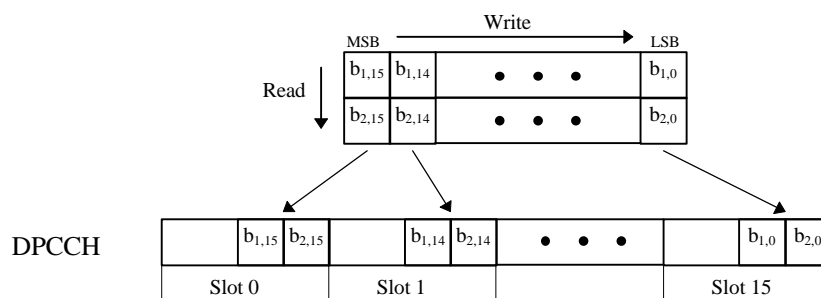 Write
MSB LSB
b1,15 b1,14 • • • b1,0
Read
b2,15 b2,14 • • • b2,0
DPCCH b1,15 b2,15 b1,14 b2,14 • • • b1,0 b2,0
Slot 0 Slot 1 Slot 15